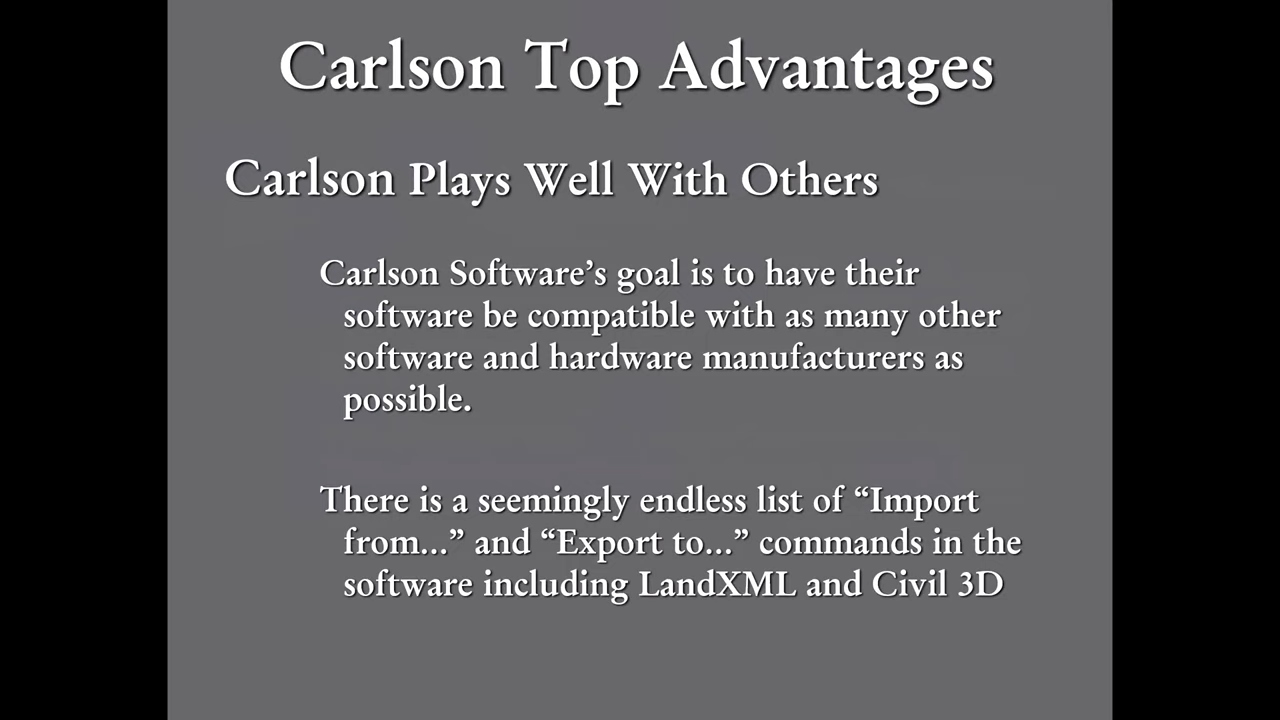 Carlson Top Advantages
Carlson Plays Well With Others
Carlson Software’s goal is to have their
software be compatible with as many other
software and hardware manufacturers as
possible.
There is a seemingly endless list of “Import
from...” and “Export to...” commands in the
software including LandXML and Civil 3D